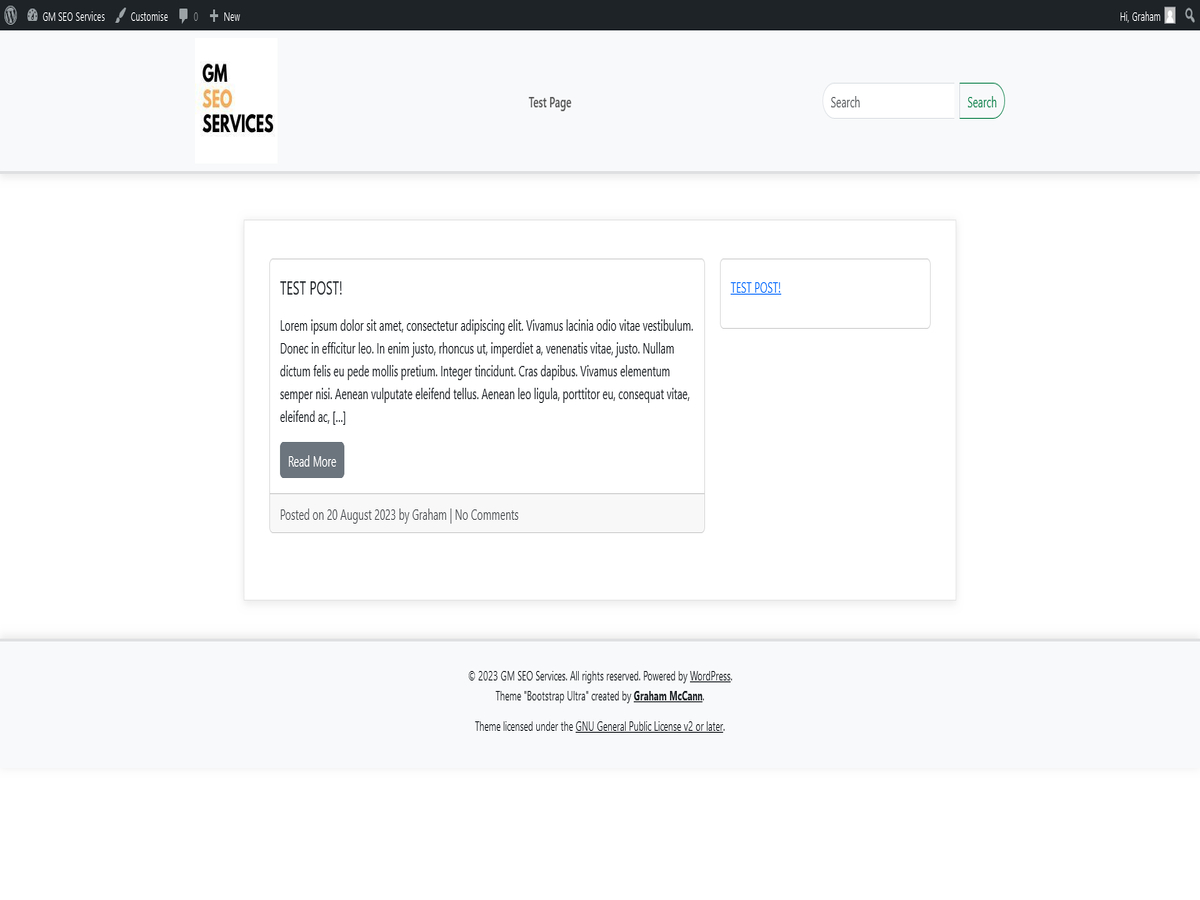 GM SEO Services Customise 0 New Hi, Graham
GM
SEO
SERVICES
Test Page
Search Search
TEST POST!
Lorem ipsum dolor sit amet, consectetur adipiscing elit. Vivamus lacinia odio vitae vestibulum.
Donec in efficitur leo. In enim justo, rhoncus ut, imperdiet a, venenatis vitae, justo. Nullam
dictum felis eu pede mollis pretium. Integer tincidunt. Cras dapibus. Vivamus elementum
semper nisi. Aenean vulputate eleifend tellus. Aenean leo ligula, porttitor eu, consequat vitae,
eleifend ac, [...]
Read More
Posted on 20 August 2023 by Graham | No Comments
TEST POST!
© 2023 GM SEO Services. All rights reserved. Powered by WordPress.
Theme "Bootstrap Ultra" created by Graham McCann.
Theme licensed under the GNU General Public License v2 or later.